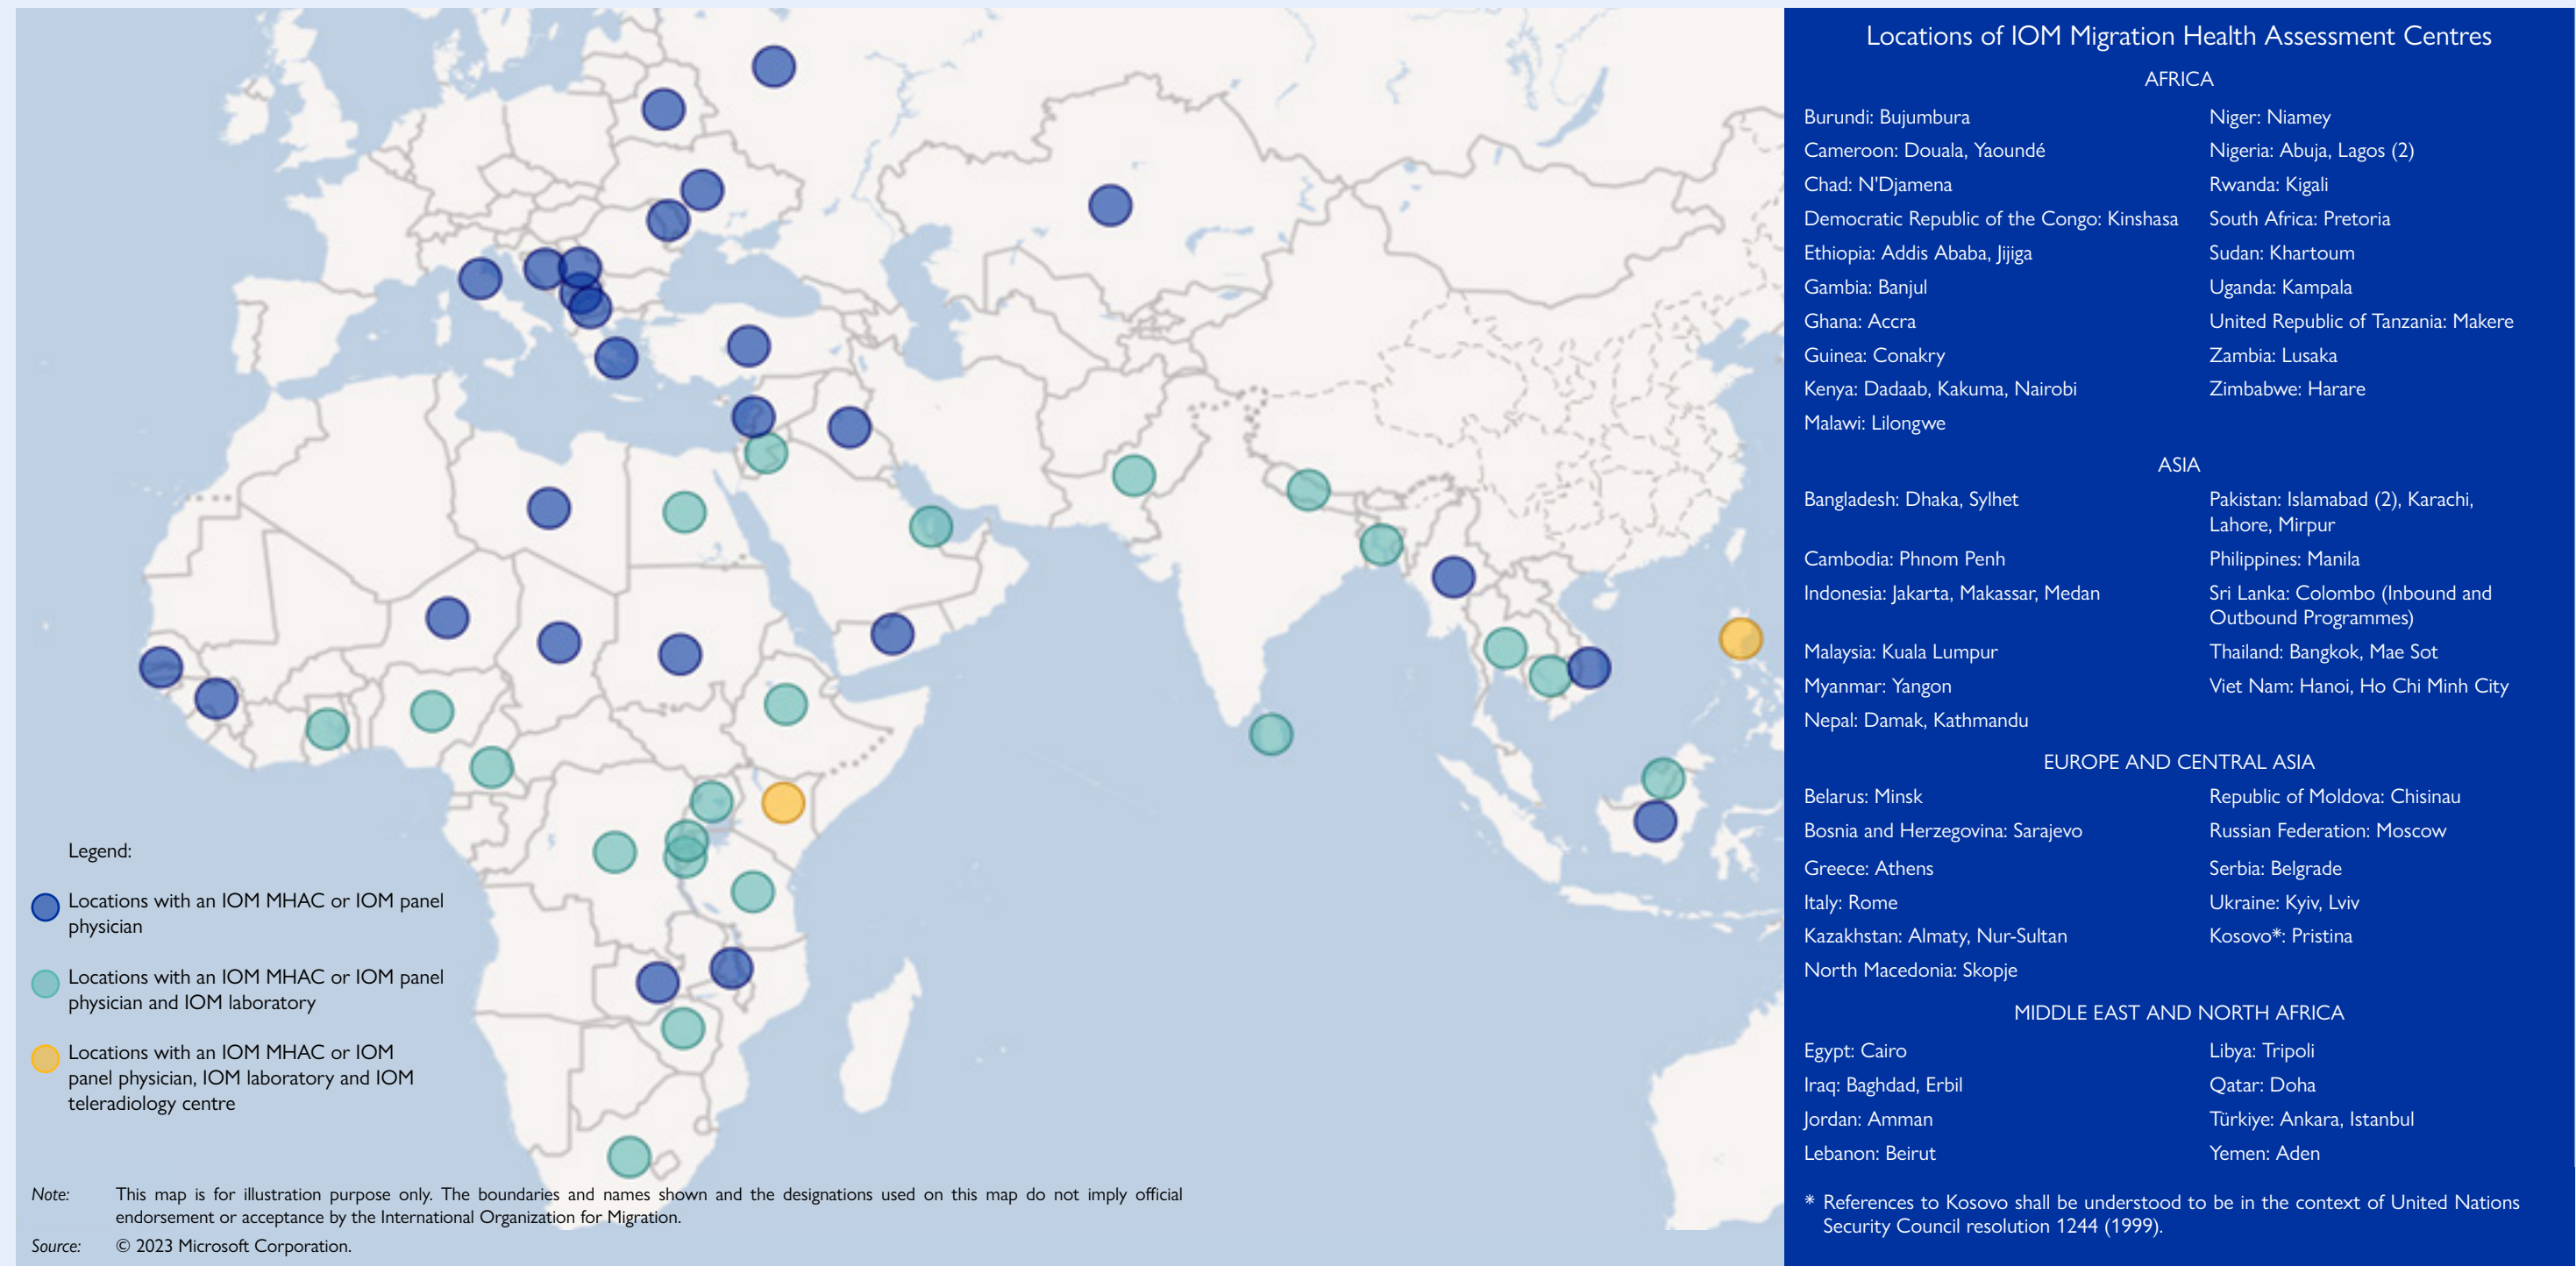 Legend:
Locations with an IOM MHAC or IOM panel
physician
Locations with an IOM MHAC or IOM panel
physician and IOM laboratory
Locations with an IOM MHAC or IOM
panel physician, IOM laboratory and IOM
teleradiology centre
Note: This map is for illustration purpose only. The boundaries and names shown and the designations used on this map do not imply official
endorsement or acceptance by the International Organization for Migration.
Source: © 2023 Microsoft Corporation.
Locations of IOM Migration Health Assessment Centres
AFRICA
Burundi: Bujumbura
Cameroon: Douala, Yaoundé
Chad: N'Djamena
Democratic Republic of the Congo: Kinshasa
Ethiopia: Addis Ababa, Jijiga
Gambia: Banjul
Ghana: Accra
Guinea: Conakry
Kenya: Dadaab, Kakuma, Nairobi
Malawi: Lilongwe
Niger: Niamey
Nigeria: Abuja, Lagos (2)
Rwanda: Kigali
South Africa: Pretoria
Sudan: Khartoum
Uganda: Kampala
United Republic of Tanzania: Makere
Zambia: Lusaka
Zimbabwe: Harare
ASIA
Bangladesh: Dhaka, Sylhet
Cambodia: Phnom Penh
Indonesia: Jakarta, Makassar, Medan
Malaysia: Kuala Lumpur
Myanmar: Yangon
Nepal: Damak, Kathmandu
Pakistan: Islamabad (2), Karachi,
Lahore, Mirpur
Philippines: Manila
Sri Lanka: Colombo (Inbound and
Outbound Programmes)
Thailand: Bangkok, Mae Sot
Viet Nam: Hanoi, Ho Chi Minh City
EUROPE AND CENTRAL ASIA
Belarus: Minsk
Bosnia and Herzegovina: Sarajevo
Greece: Athens
Italy: Rome
Kazakhstan: Almaty, Nur-Sultan
North Macedonia: Skopje
Republic of Moldova: Chisinau
Russian Federation: Moscow
Serbia: Belgrade
Ukraine: Kyiv, Lviv
Kosovo*: Pristina
MIDDLE EAST AND NORTH AFRICA
Egypt: Cairo
Iraq: Baghdad, Erbil
Jordan: Amman
Lebanon: Beirut
Libya: Tripoli
Qatar: Doha
Türkiye: Ankara, Istanbul
Yemen: Aden
* References to Kosovo shall be understood to be in the context of United Nations
Security Council resolution 1244 (1999).